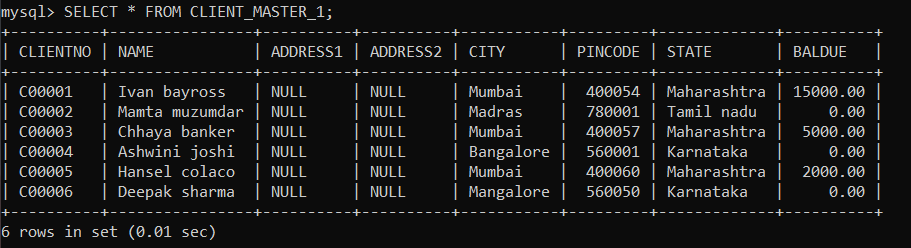 mysql> SELECT * FROM CLIENT_MASTER_1;
+----------+----------------+----------+----------+-----------+---------+-------------+----------+
| CLIENTNO | NAME           | ADDRESS1 | ADDRESS2 | CITY      | PINCODE | STATE       | BALDUE   |
+----------+----------------+----------+----------+-----------+---------+-------------+----------+
| C00001   | Ivan bayross   | NULL     | NULL     | Mumbai    |  400054 | Maharashtra | 15000.00 |
| C00002   | Mamta muzumdar | NULL     | NULL     | Madras    |  780001 | Tamil nadu  |     0.00 |
| C00003   | Chhaya banker  | NULL     | NULL     | Mumbai    |  400057 | Maharashtra |  5000.00 |
| C00004   | Ashwini joshi  | NULL     | NULL     | Bangalore |  560001 | Karnataka   |     0.00 |
| C00005   | Hansel colaco  | NULL     | NULL     | Mumbai    |  400060 | Maharashtra |  2000.00 |
| C00006   | Deepak sharma  | NULL     | NULL     | Mangalore |  560050 | Karnataka   |     0.00 |
+----------+----------------+----------+----------+-----------+---------+-------------+----------+
6 rows in set (0.01 sec)